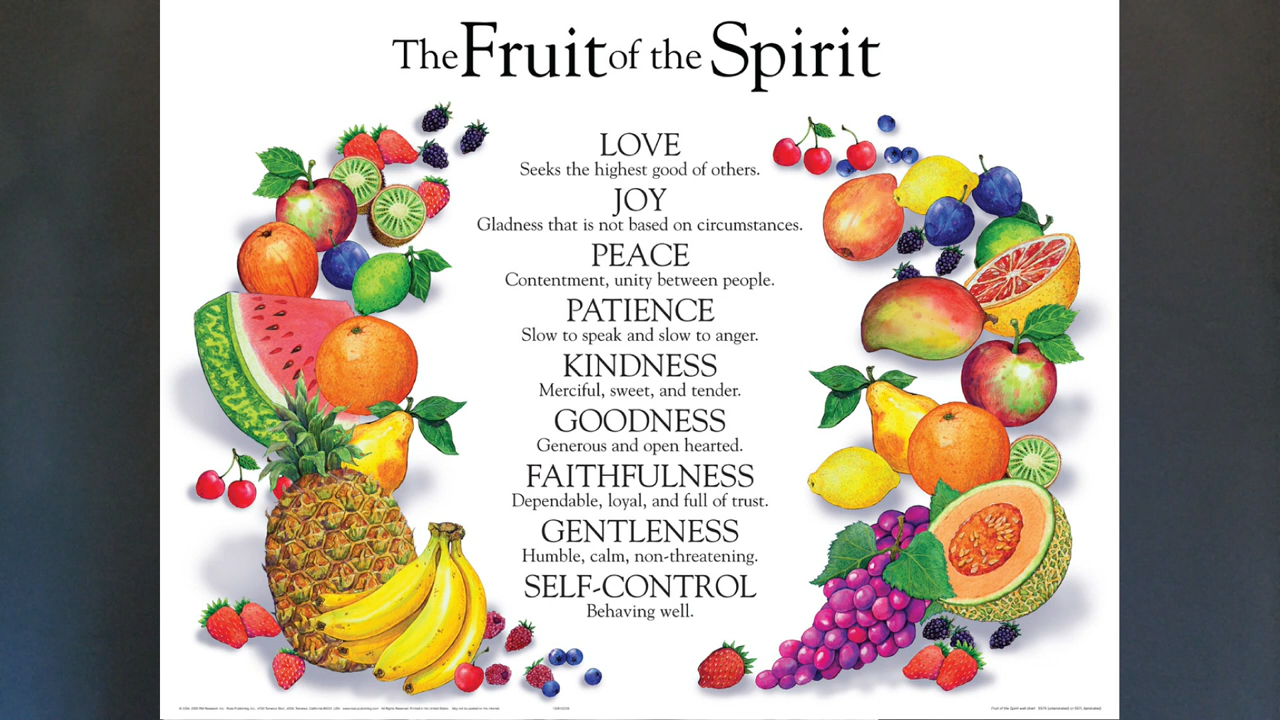 The Fruit of the Spirit
LOVE
Seeks the highest good of others.
JOY
Gladness that is not based on circumstances.
PEACE
Contentment, unity between people.
PATIENCE
Slow to speak and slow to anger.
KINDNESS
Merciful, sweet, and tender.
GOODNESS
Generous and open hearted.
FAITHFULNESS
Dependable, loyal, and full of trust.
GENTLENESS
Humble, calm, non-threatening.
SELF-CONTROL
Behaving well.